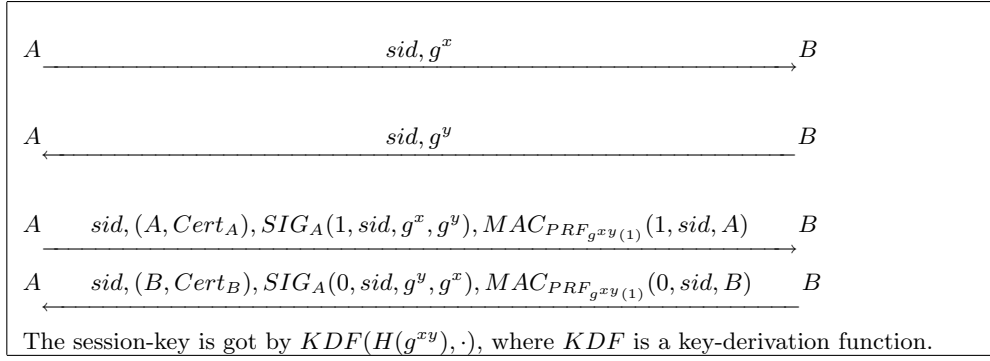 A sid, g^x B
A sid, g^y B
A sid, (A, Cert_A), SIG_A(1, sid, g^x, g^y), MAC_{PRF_{g^{xy}(1)}}(1, sid, A) B
A sid, (B, Cert_B), SIG_A(0, sid, g^y, g^x), MAC_{PRF_{g^{xy}(1)}}(0, sid, B) B
The session-key is got by KDF(H(g^{xy}), ·), where KDF is a key-derivation function.